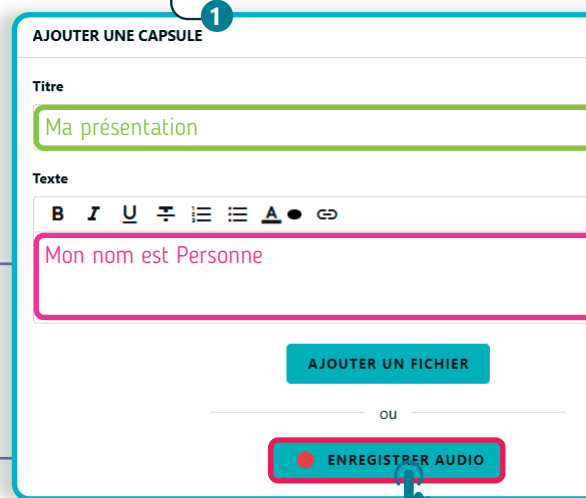 1
AJOUTER UNE CAPSULE
Titre
Ma présentation
Texte
B I U T A
Mon nom est Personne
AJOUTER UN FICHIER
ou
ENREGISTRER AUDIO